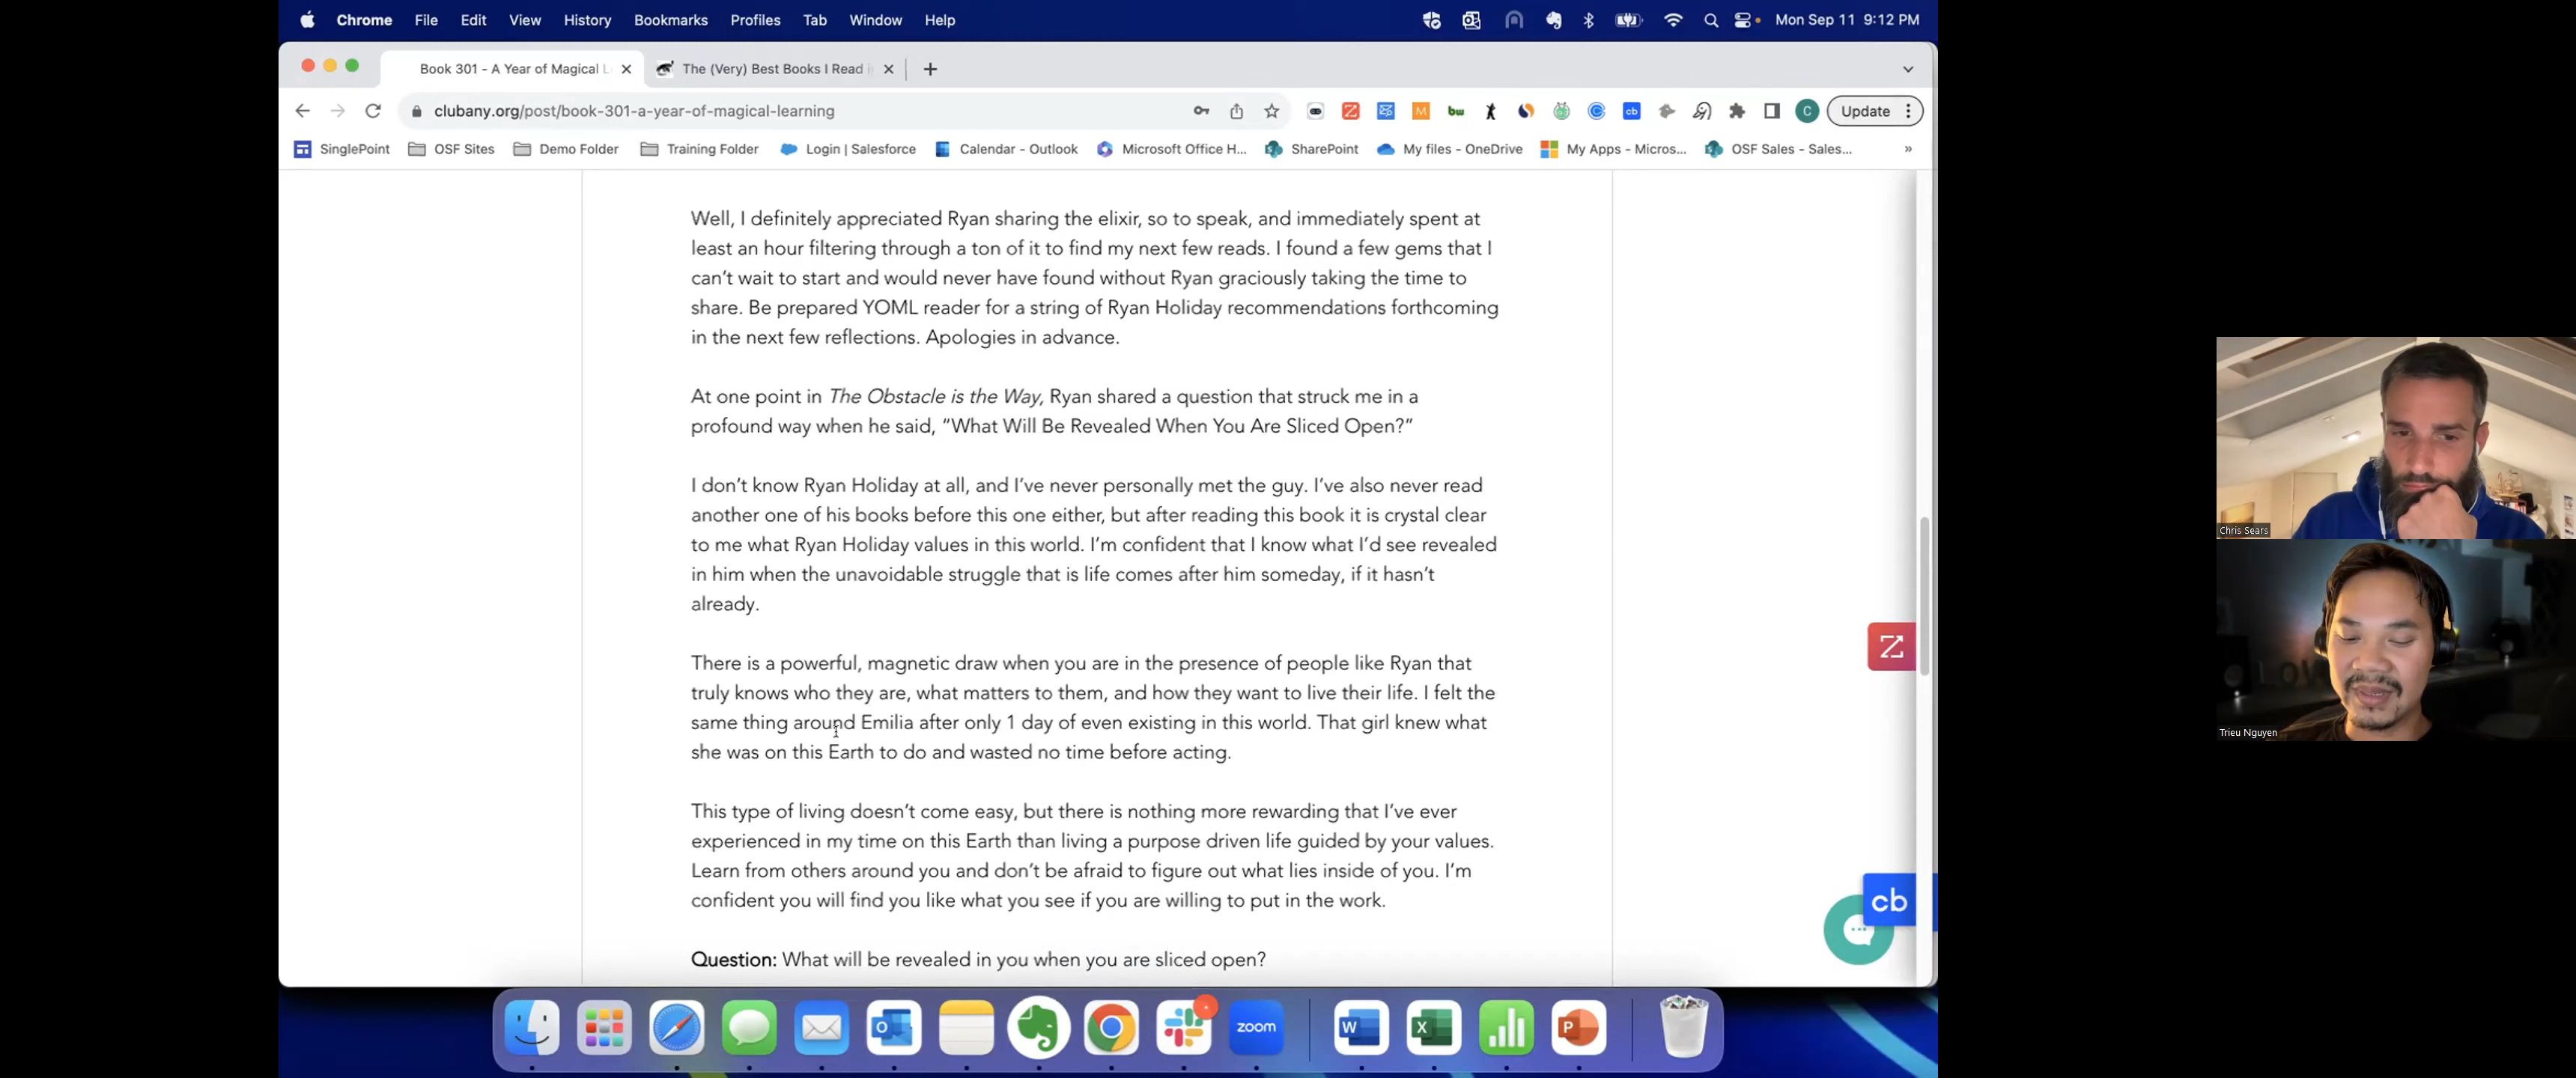 Chrome File Edit View History Bookmarks Profiles Tab Window Help Mon Sep 11 9:12 PM
Book 301 - A Year of Magical L The (Very) Best Books I Read i
clubany.org/post/book-301-a-year-of-magical-learning M bw cb C Update
SinglePoint OSF Sites Demo Folder Training Folder Login | Salesforce Calendar - Outlook Microsoft Office H... SharePoint My files - OneDrive My Apps - Micros... OSF Sales - Sales... »
Well, I definitely appreciated Ryan sharing the elixir, so to speak, and immediately spent at
least an hour filtering through a ton of it to find my next few reads. I found a few gems that I
can’t wait to start and would never have found without Ryan graciously taking the time to
share. Be prepared YOML reader for a string of Ryan Holiday recommendations forthcoming
in the next few reflections. Apologies in advance.
At one point in The Obstacle is the Way, Ryan shared a question that struck me in a
profound way when he said, “What Will Be Revealed When You Are Sliced Open?”
I don’t know Ryan Holiday at all, and I’ve never personally met the guy. I’ve also never read
another one of his books before this one either, but after reading this book it is crystal clear
to me what Ryan Holiday values in this world. I’m confident that I know what I’d see revealed
in him when the unavoidable struggle that is life comes after him someday, if it hasn’t
already.
There is a powerful, magnetic draw when you are in the presence of people like Ryan that
truly knows who they are, what matters to them, and how they want to live their life. I felt the
same thing around Emilia after only 1 day of even existing in this world. That girl knew what
she was on this Earth to do and wasted no time before acting.
This type of living doesn’t come easy, but there is nothing more rewarding that I’ve ever
experienced in my time on this Earth than living a purpose driven life guided by your values.
Learn from others around you and don’t be afraid to figure out what lies inside of you. I’m
confident you will find you like what you see if you are willing to put in the work.
Question: What will be revealed in you when you are sliced open?
cb
zoom
Chris Sears
Trieu Nguyen